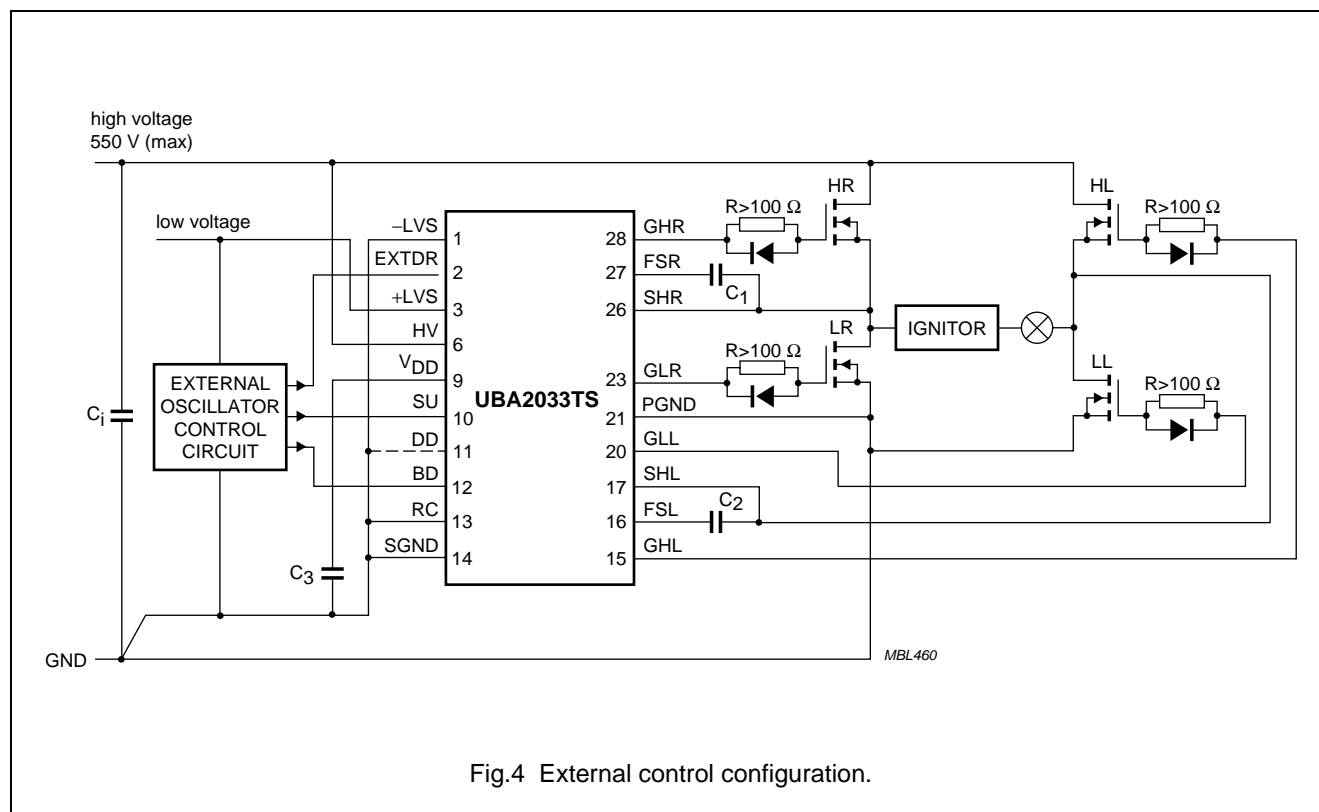 high voltage
550 V (max)
low voltage
HR
HL
R>100 Ω
R>100 Ω
−LVS
1
28
GHR
EXTDR
2
27
FSR
C1
+LVS
3
26
SHR
HV
6
LR
IGNITOR
LL
VDD
9
R>100 Ω
R>100 Ω
23
GLR
UBA2033TS
EXTERNAL
OSCILLATOR
CONTROL
CIRCUIT
Ci
SU
10
21
PGND
DD
11
20
GLL
BD
12
17
SHL
C2
RC
13
16
FSL
SGND
14
15
GHL
C3
GND
MBL460
Fig.4 External control configuration.